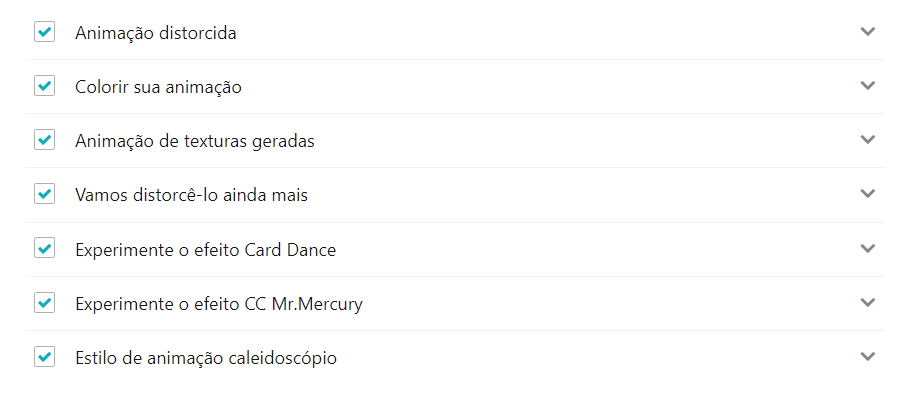 Animação distorcida
Colorir sua animação
Animação de texturas geradas
Vamos distorcê-lo ainda mais
Experimente o efeito Card Dance
Experimente o efeito CC Mr.Mercury
Estilo de animação caleidoscópio